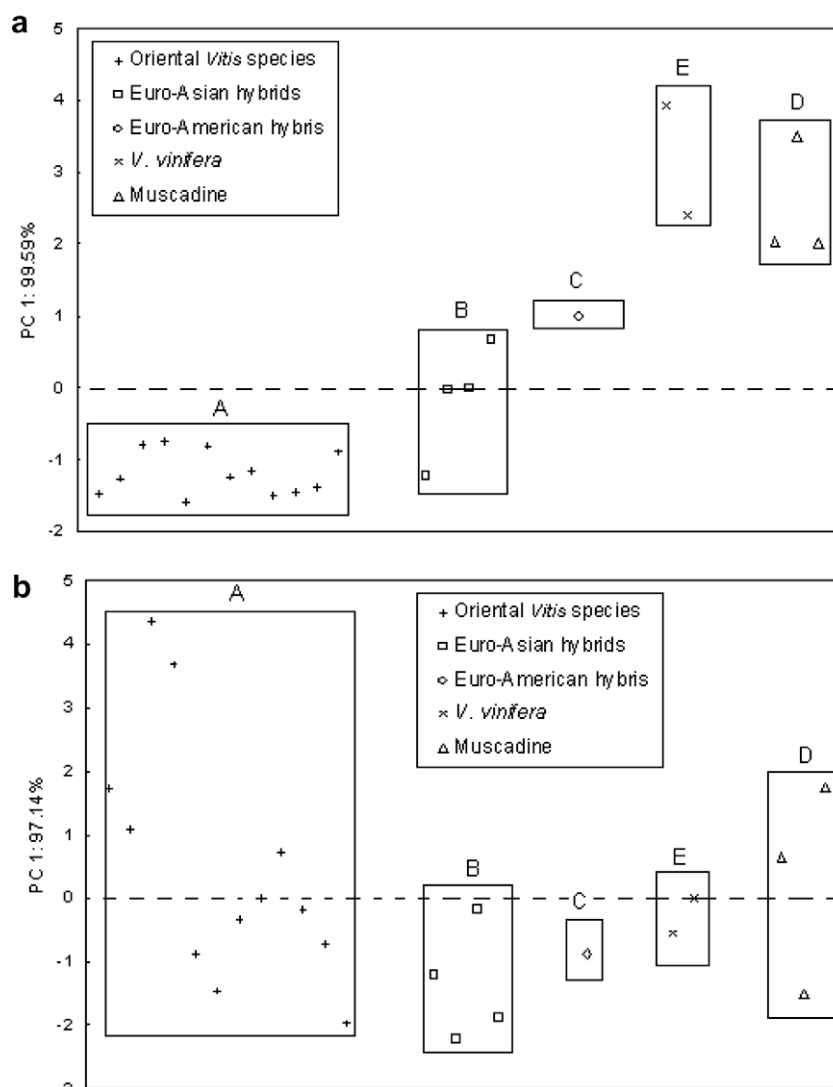 a
5
4
3
2
1
0
-1
-2
PC 1: 99.59%
+ Oriental Vitis species
Euro-Asian hybrids
Euro-American hybris
× V. vinifera
Muscadine
A
B
C
E
D
b
5
4
3
2
1
0
-1
-2
-3
PC 1: 97.14%
+ Oriental Vitis species
Euro-Asian hybrids
Euro-American hybris
× V. vinifera
Muscadine
A
B
C
E
D